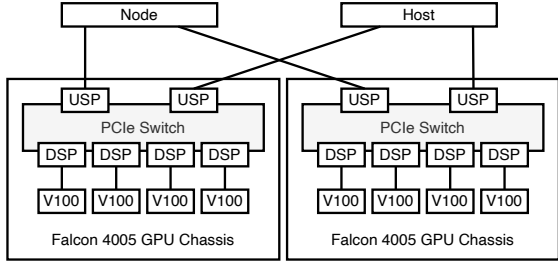 Node Host
USP USP USP USP
PCIe Switch PCIe Switch
DSP DSP DSP DSP DSP DSP DSP DSP
V100 V100 V100 V100 V100 V100 V100 V100
Falcon 4005 GPU Chassis Falcon 4005 GPU Chassis